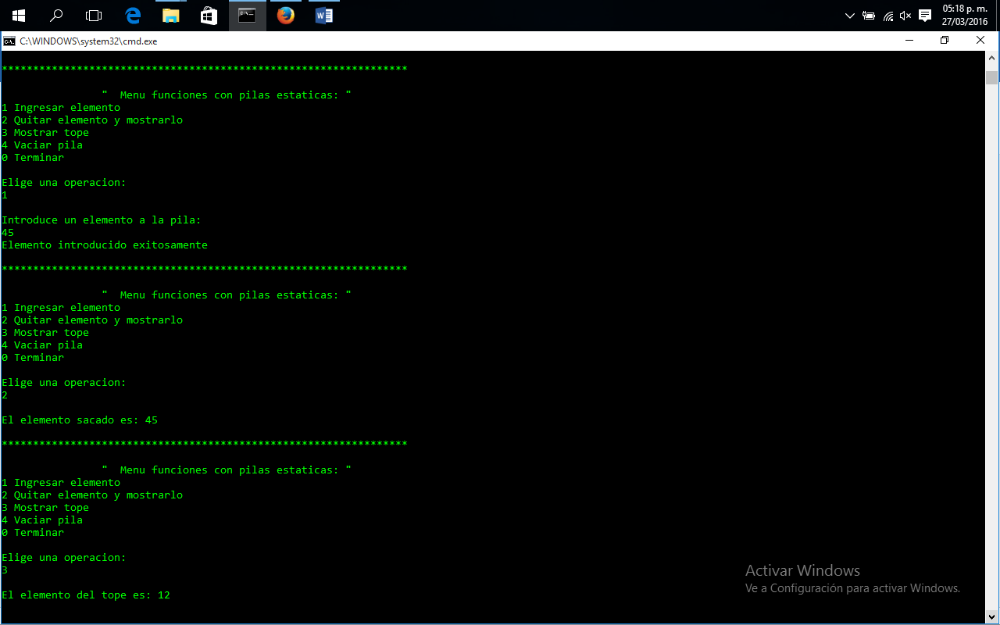 05:18 p. m.
27/03/2016
C:\WINDOWS\system32\cmd.exe
*****************************************************************
"  Menu funciones con pilas estaticas: "
1 Ingresar elemento
2 Quitar elemento y mostrarlo
3 Mostrar tope
4 Vaciar pila
0 Terminar
Elige una operacion:
1
Introduce un elemento a la pila:
45
Elemento introducido exitosamente
*****************************************************************
"  Menu funciones con pilas estaticas: "
1 Ingresar elemento
2 Quitar elemento y mostrarlo
3 Mostrar tope
4 Vaciar pila
0 Terminar
Elige una operacion:
2
El elemento sacado es: 45
*****************************************************************
"  Menu funciones con pilas estaticas: "
1 Ingresar elemento
2 Quitar elemento y mostrarlo
3 Mostrar tope
4 Vaciar pila
0 Terminar
Elige una operacion:
3
El elemento del tope es: 12
Activar Windows
Ve a Configuración para activar Windows.